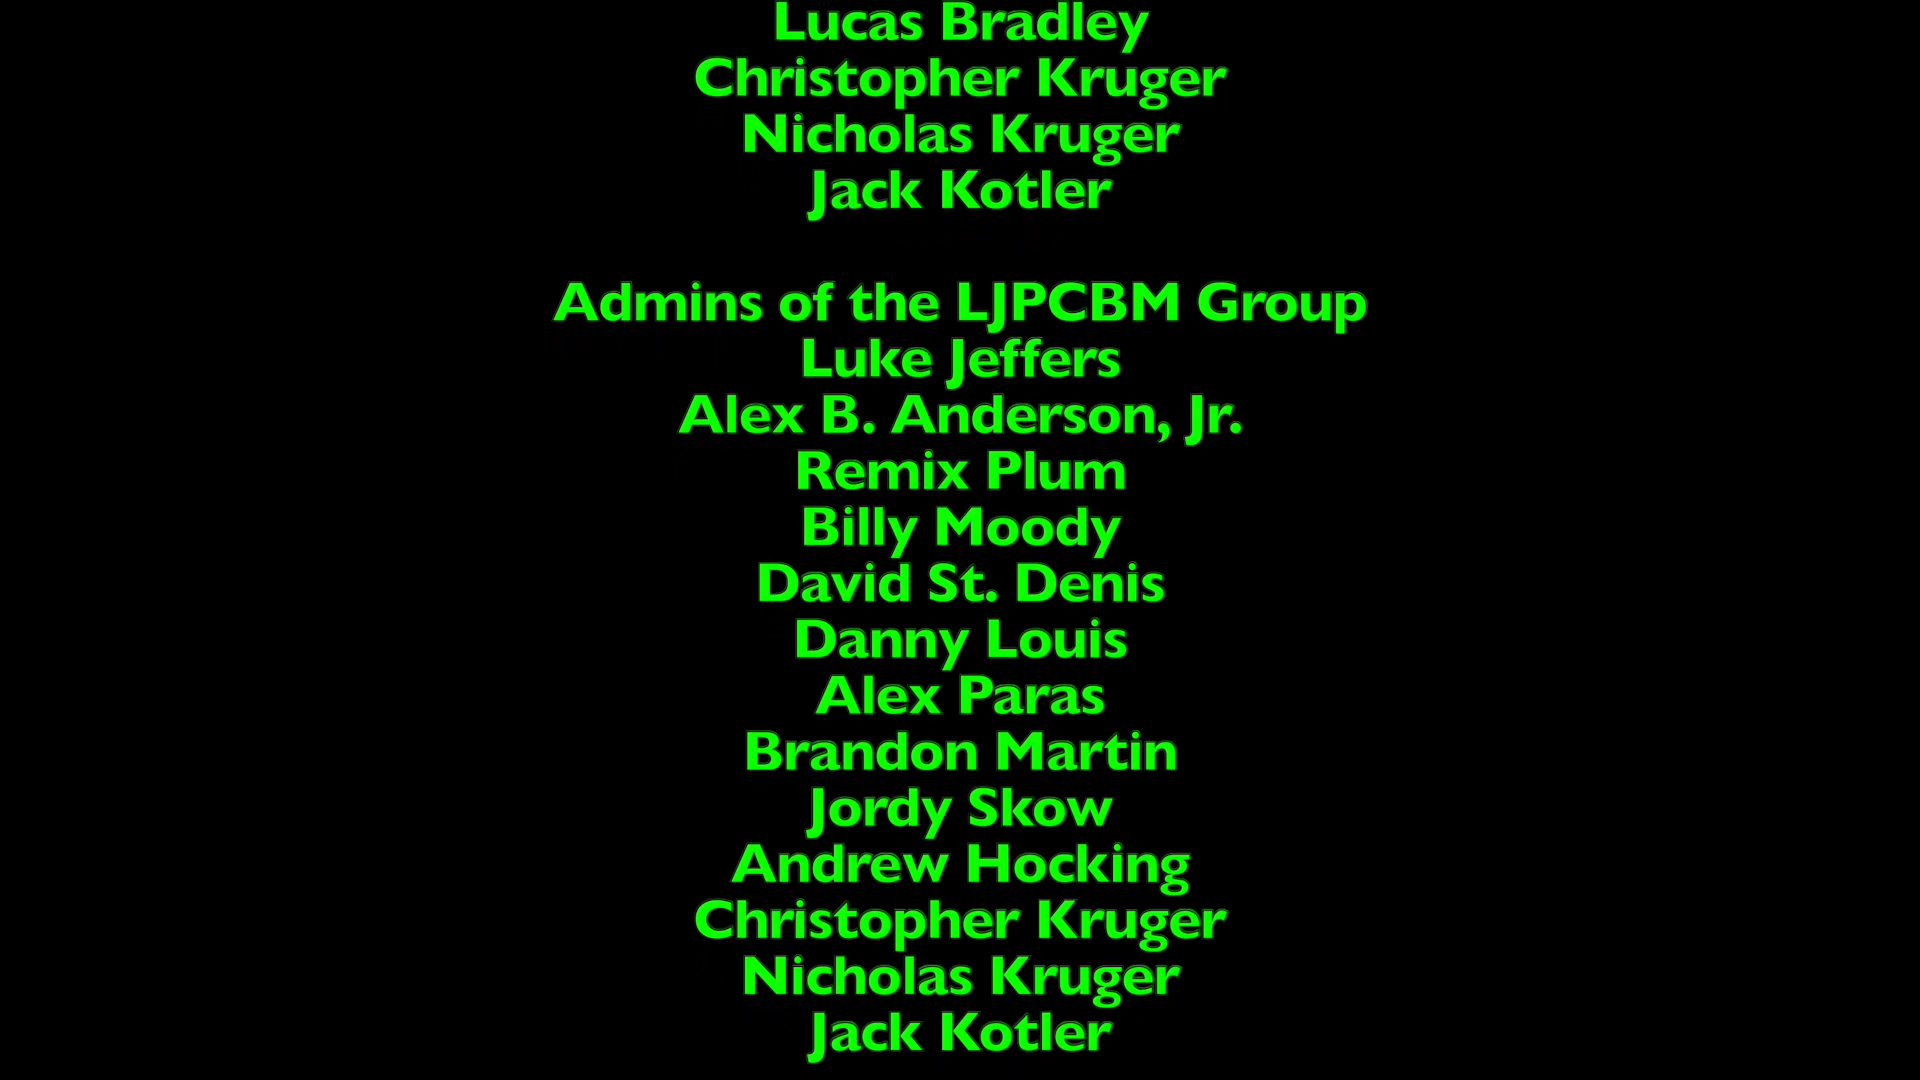 Lucas Bradley
Christopher Kruger
Nicholas Kruger
Jack Kotler
Admins of the LJPCBM Group
Luke Jeffers
Alex B. Anderson, Jr.
Remix Plum
Billy Moody
David St. Denis
Danny Louis
Alex Paras
Brandon Martin
Jordy Skow
Andrew Hocking
Christopher Kruger
Nicholas Kruger
Jack Kotler